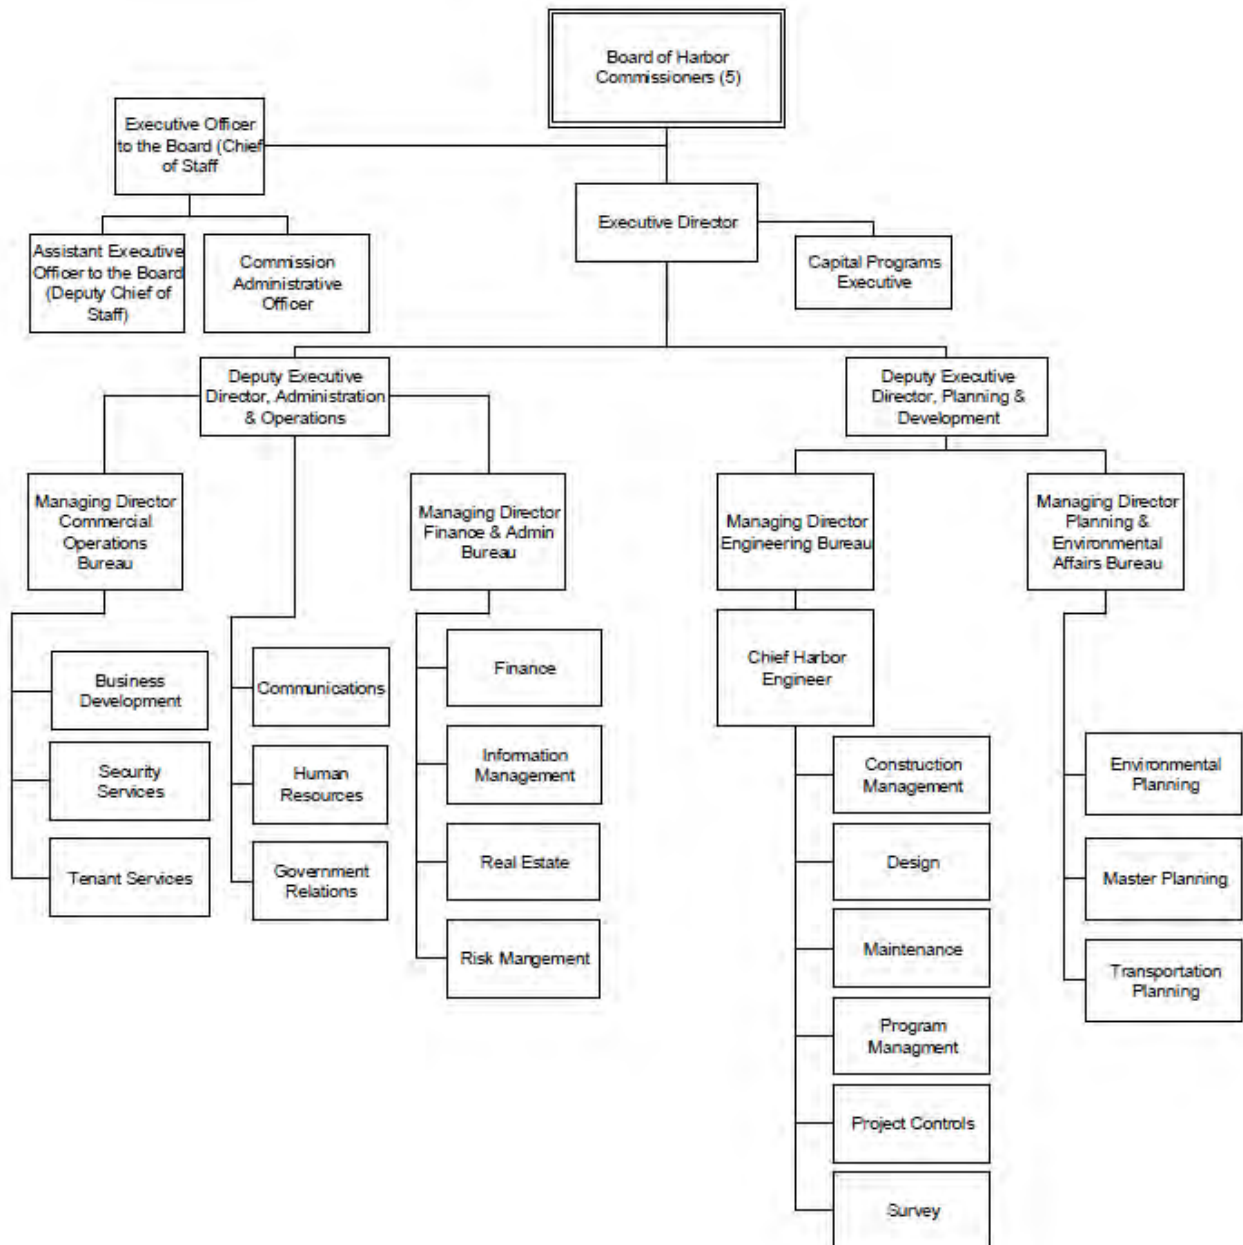 Board of Harbor
Commissioners (5)
Executive Officer
to the Board (Chief
of Staff
Executive Director
Assistant Executive
Officer to the Board
(Deputy Chief of
Staff)
Commission
Administrative
Officer
Capital Programs
Executive
Deputy Executive
Director, Administration
& Operations
Deputy Executive
Director, Planning &
Development
Managing Director
Commercial
Operations
Bureau
Managing Director
Finance & Admin
Bureau
Managing Director
Engineering Bureau
Managing Director
Planning &
Environmental
Affairs Bureau
Business
Development
Security
Services
Tenant Services
Communications
Human
Resources
Government
Relations
Finance
Information
Management
Real Estate
Risk Mangement
Chief Harbor
Engineer
Construction
Management
Design
Maintenance
Program
Managment
Project Controls
Survey
Environmental
Planning
Master Planning
Transportation
Planning